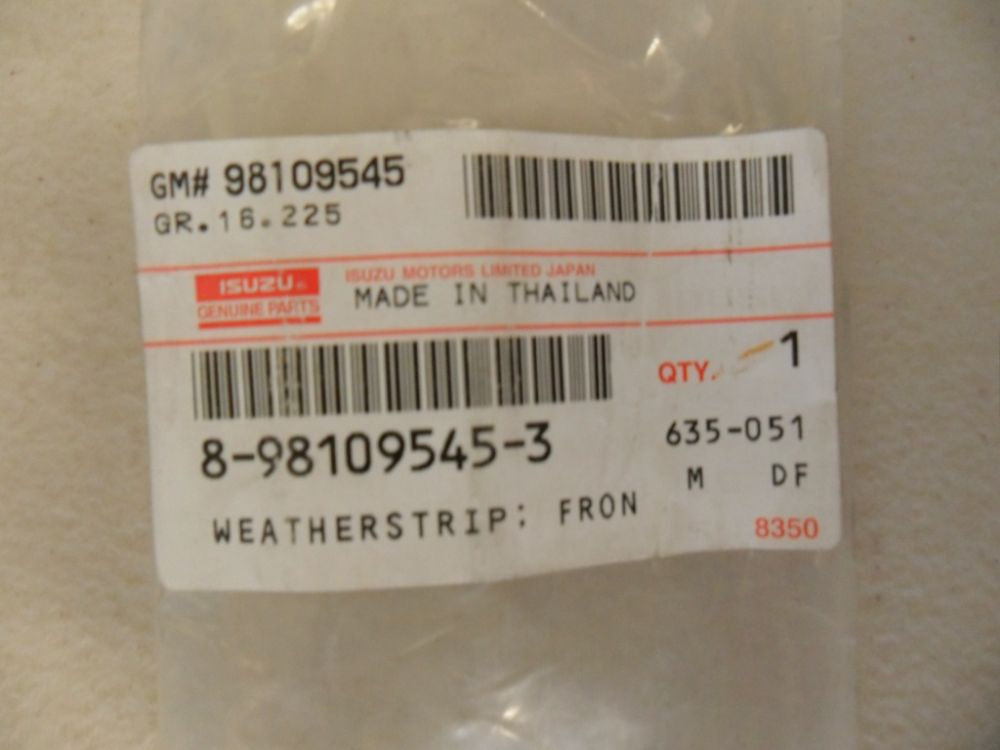 GM# 98109545
GR.16.225
ISUZU
GENUINE PARTS
ISUZU MOTORS LIMITED JAPAN
MADE IN THAILAND
QTY. 1
8-98109545-3
635-051
M DF
WEATHERSTRIP; FRON
8350